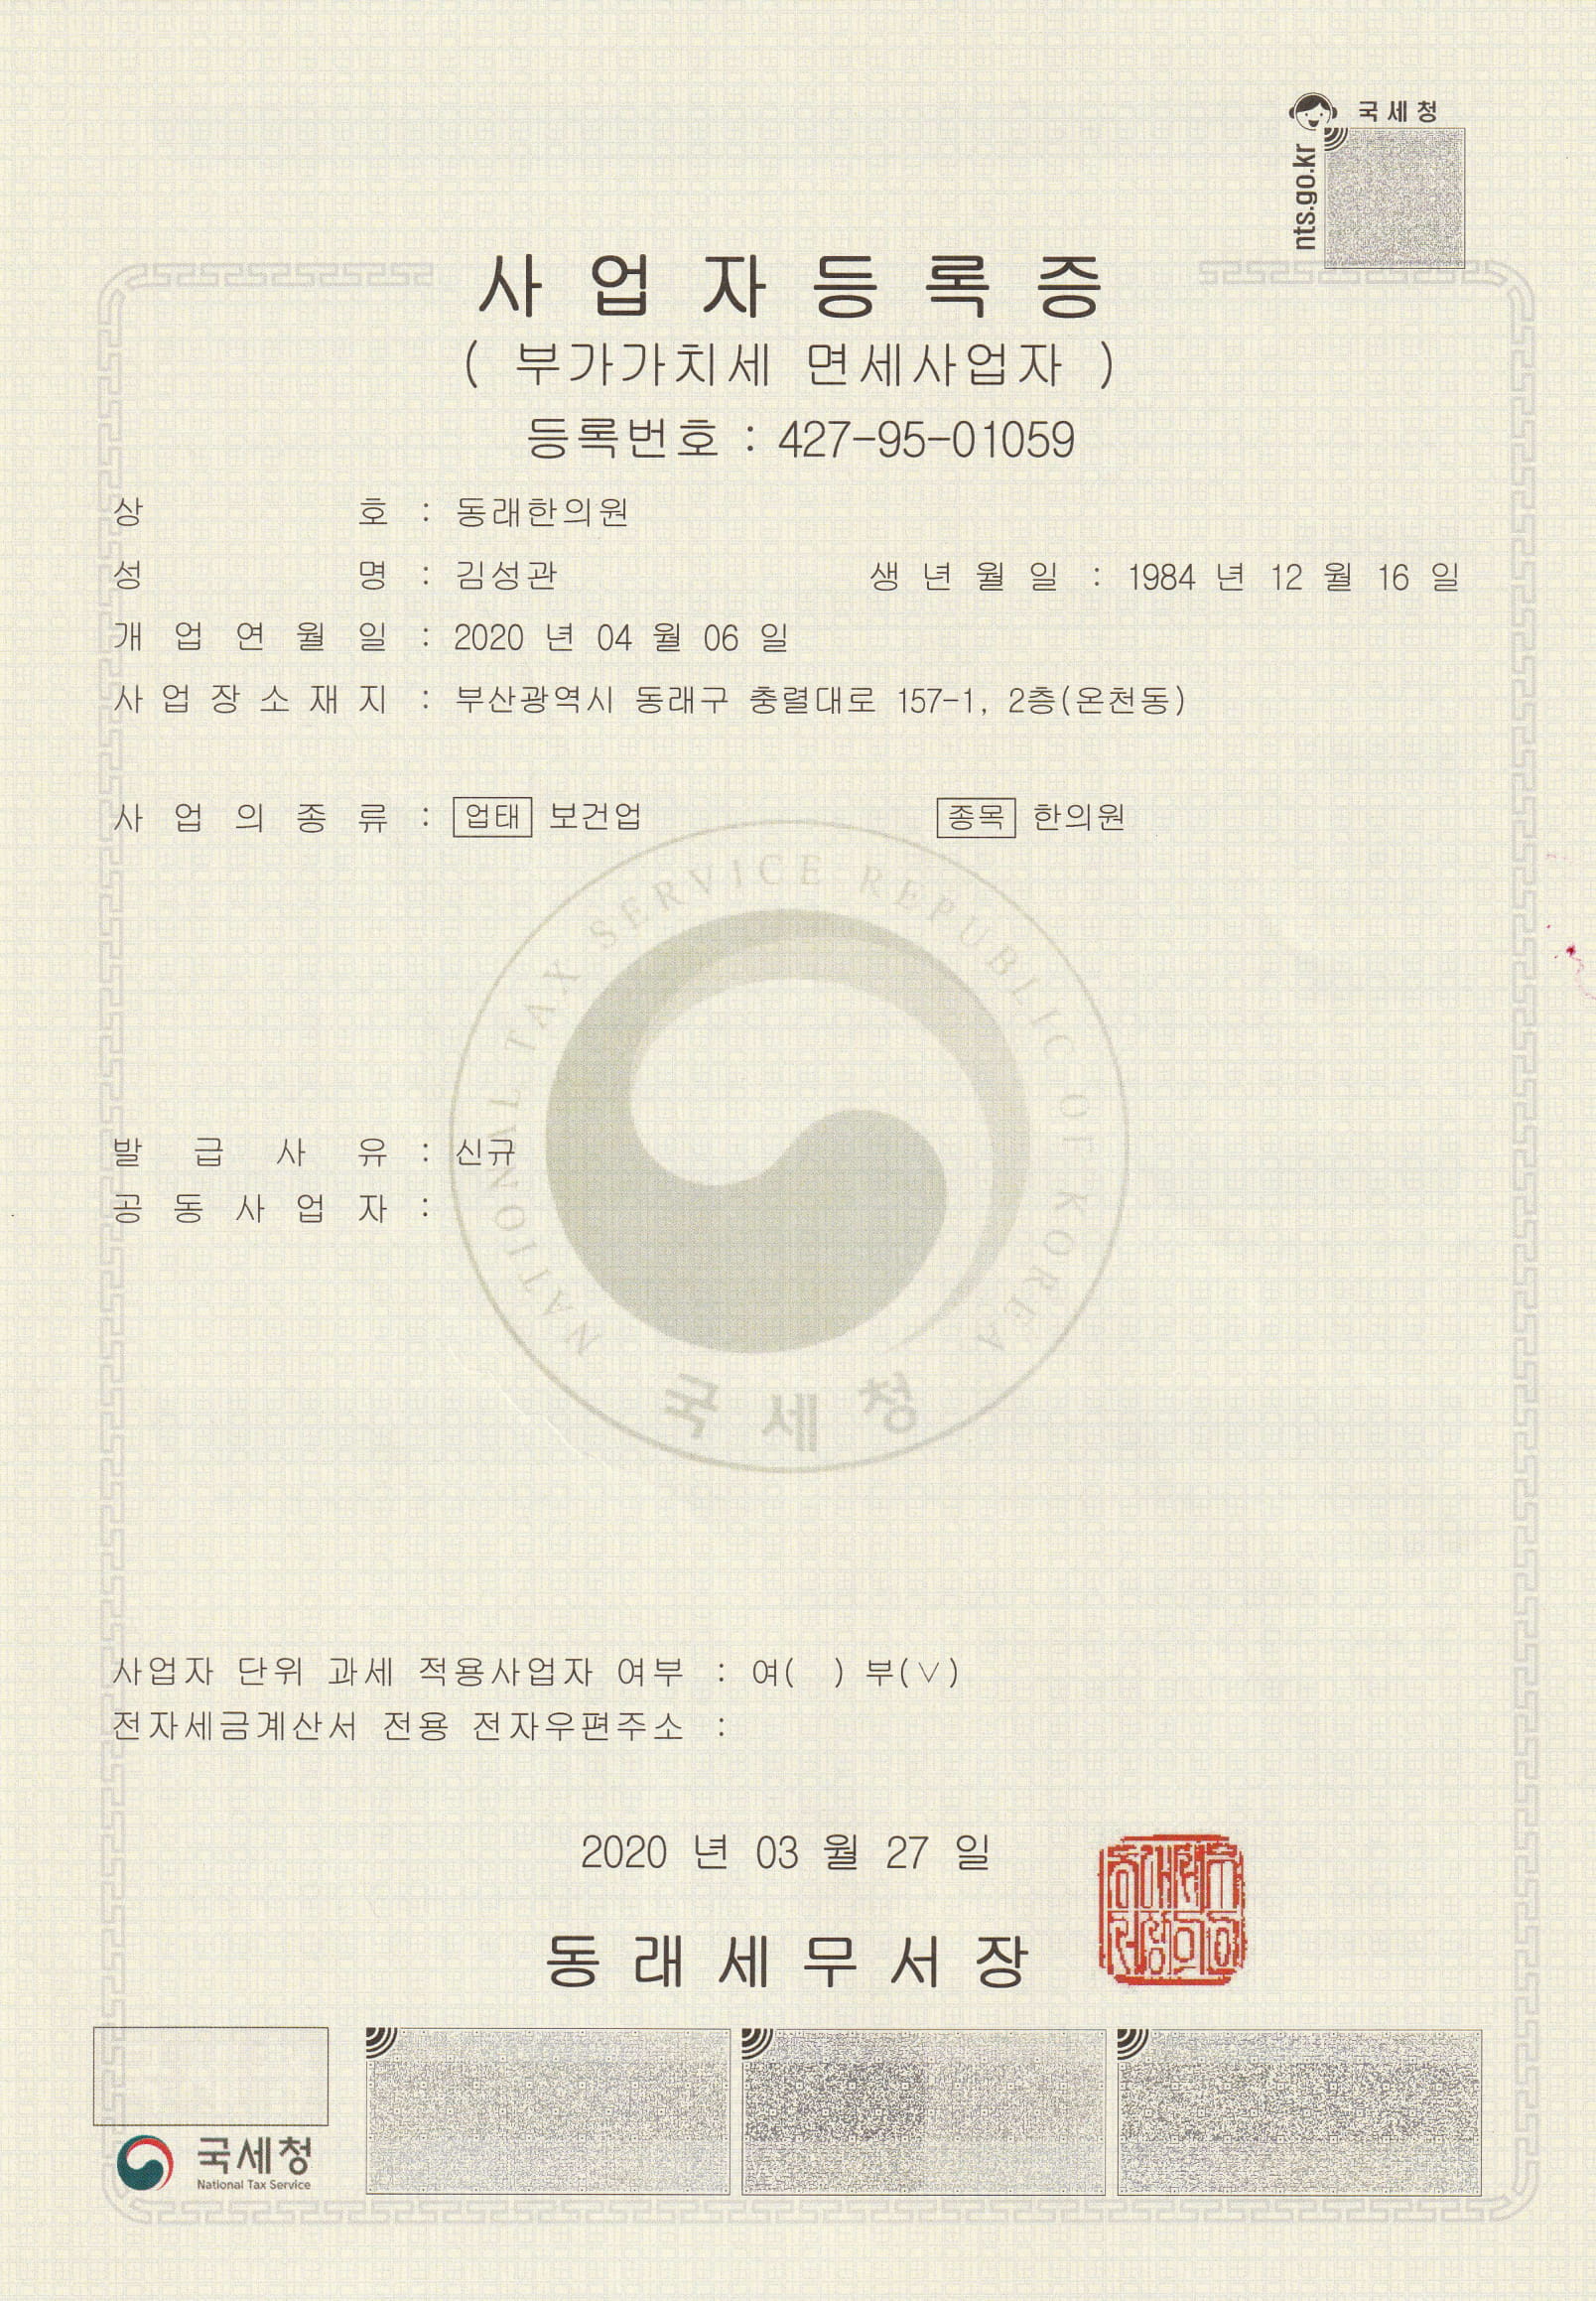 국세청
nts.go.kr
사업자등록증
( 부가가치세 면세사업자 )
등록번호 : 427-95-01059
상 호 : 동래한의원
성 명 : 김성관 생 년 월 일 : 1984 년 12 월 16 일
개 업 연 월 일 : 2020 년 04 월 06 일
사 업 장 소 재 지 : 부산광역시 동래구 충렬대로 157-1, 2층(온천동)
사 업 의 종 류 : 업태 보건업 종목 한의원
NATIONAL TAX SERVICE REPUBLIC O KOREA
발 급 사 유 : 신규
공 동 사 업 자 :
국세청
사업자 단위 과세 적용사업자 여부 : 여( ) 부(∨)
전자세금계산서 전용 전자우편주소 :
2020 년 03 월 27 일
동 래 세 무 서 장
국세청
National Tax Service